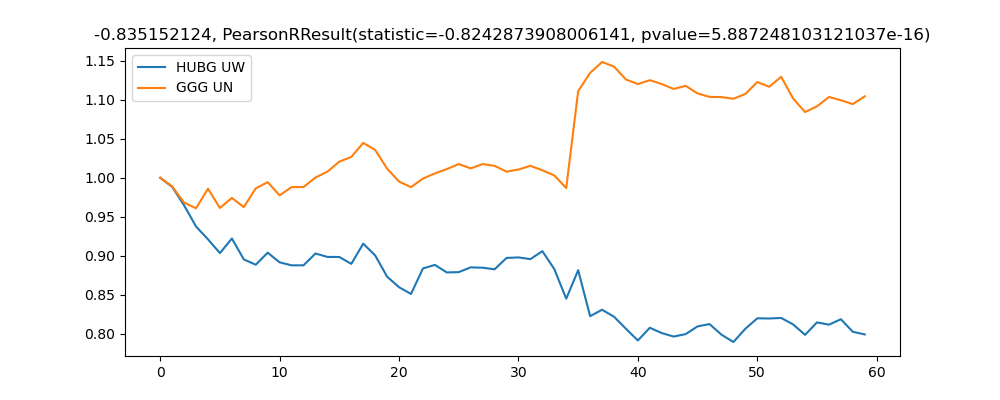 -0.835152124, PearsonRResult(statistic=-0.8242873908006141, pvalue=5.887248103121037e-16)
HUBG UW
GGG UN
1.15
1.10
1.05
1.00
0.95
0.90
0.85
0.80
0 10 20 30 40 50 60